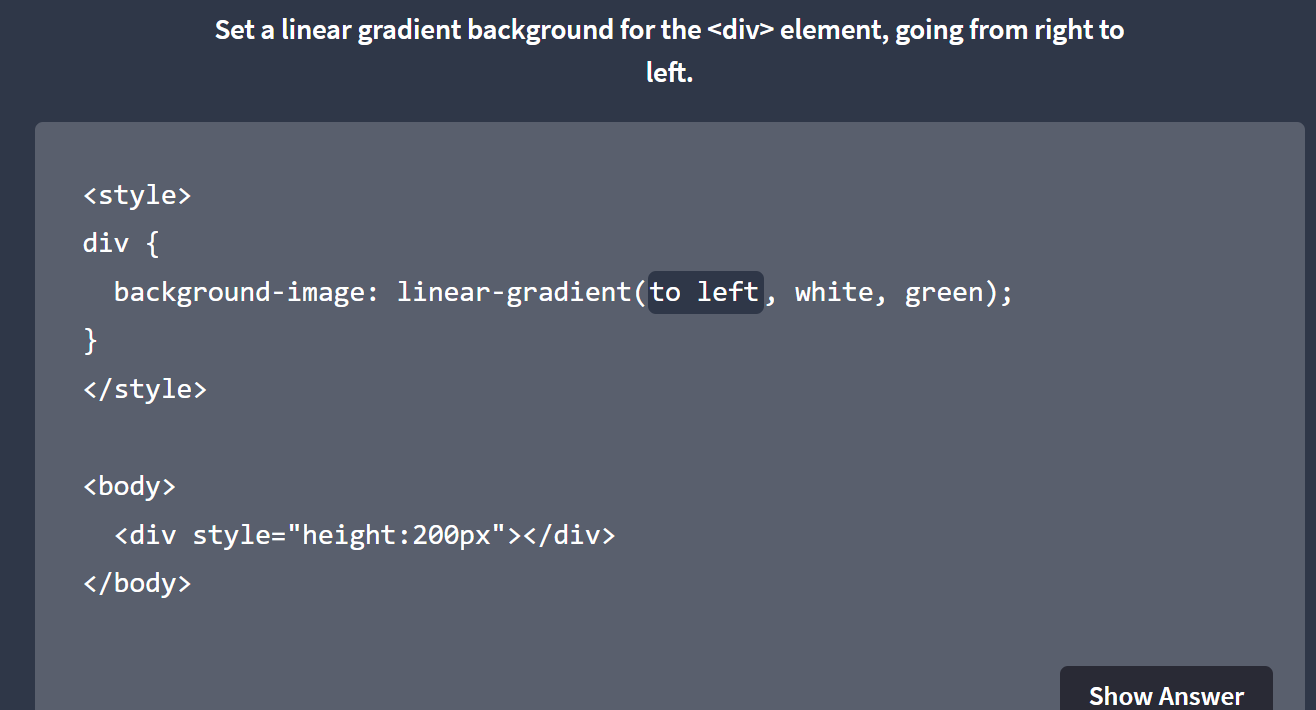 Set a linear gradient background for the <div> element, going from right to
left.
<style>
div {
  background-image: linear-gradient(to left, white, green);
}
</style>
<body>
  <div style="height:200px"></div>
</body>
Show Answer